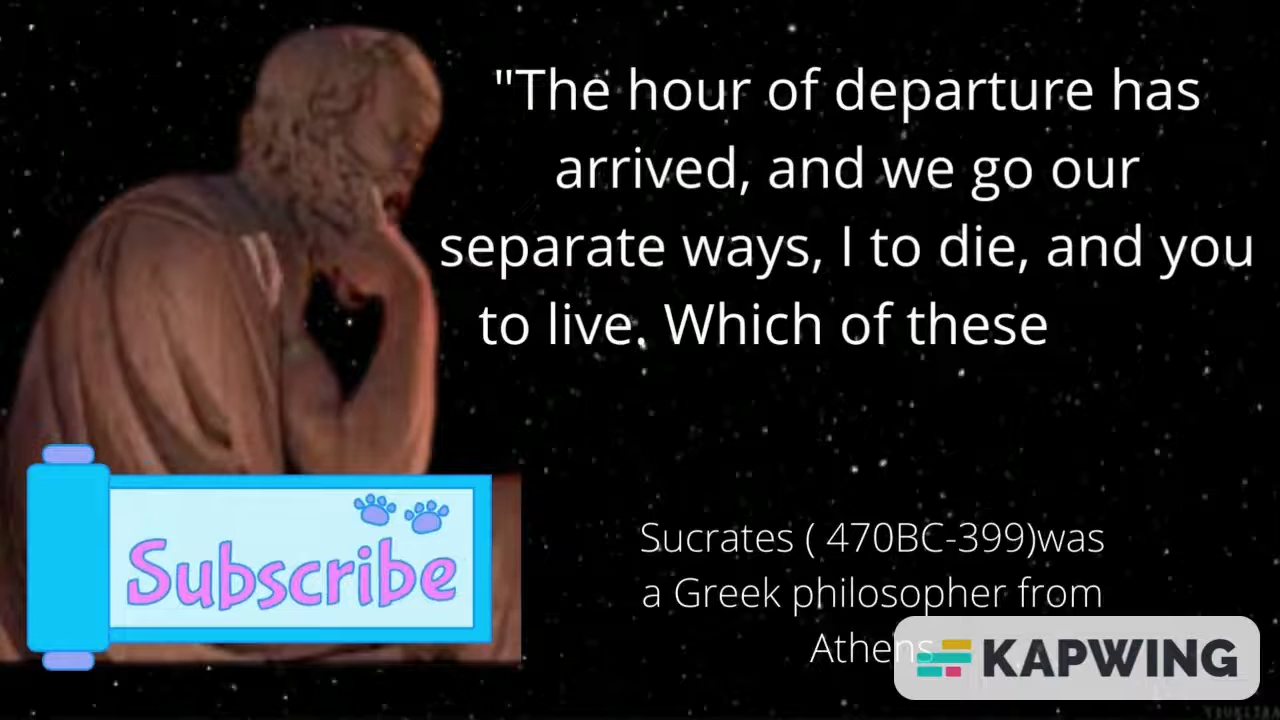 "The hour of departure has
arrived, and we go our
separate ways, I to die, and you
to live. Which of these
Subscribe
Sucrates ( 470BC-399)was
a Greek philosopher from
Athens
KAPWING